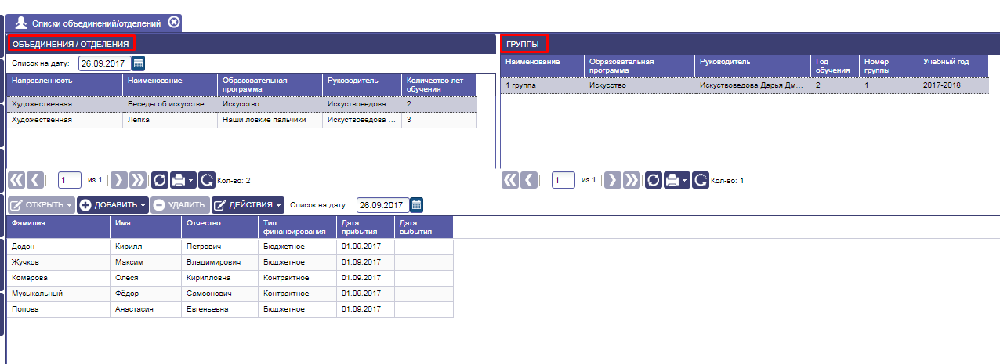 Списки объединений/отделений
ОБЪЕДИНЕНИЯ / ОТДЕЛЕНИЯ
Список на дату: 26.09.2017
Направленность Наименование Образовательная программа Руководитель Количество лет обучения
Художественная Беседы об искусстве Искусство Искуствоведова ... 2
Художественная Лепка Наши ловкие пальчики Искуствоведова ... 3
1 из 1 Кол-во: 2
ГРУППЫ
Наименование Образовательная программа Руководитель Год обучения Номер группы Учебный год
1 группа Искусство Искуствоведова Дарья Дм... 2 1 2017-2018
1 из 1 Кол-во: 1
ОТКРЫТЬ ДОБАВИТЬ УДАЛИТЬ ДЕЙСТВИЯ Список на дату: 26.09.2017
Фамилия Имя Отчество Тип финансирования Дата прибытия Дата выбытия
Додон Кирилл Петрович Бюджетное 01.09.2017
Жучков Максим Владимирович Бюджетное 01.09.2017
Комарова Олеся Кирилловна Контрактное 01.09.2017
Музыкальный Фёдор Самсонович Контрактное 01.09.2017
Попова Анастасия Евгеньевна Бюджетное 01.09.2017